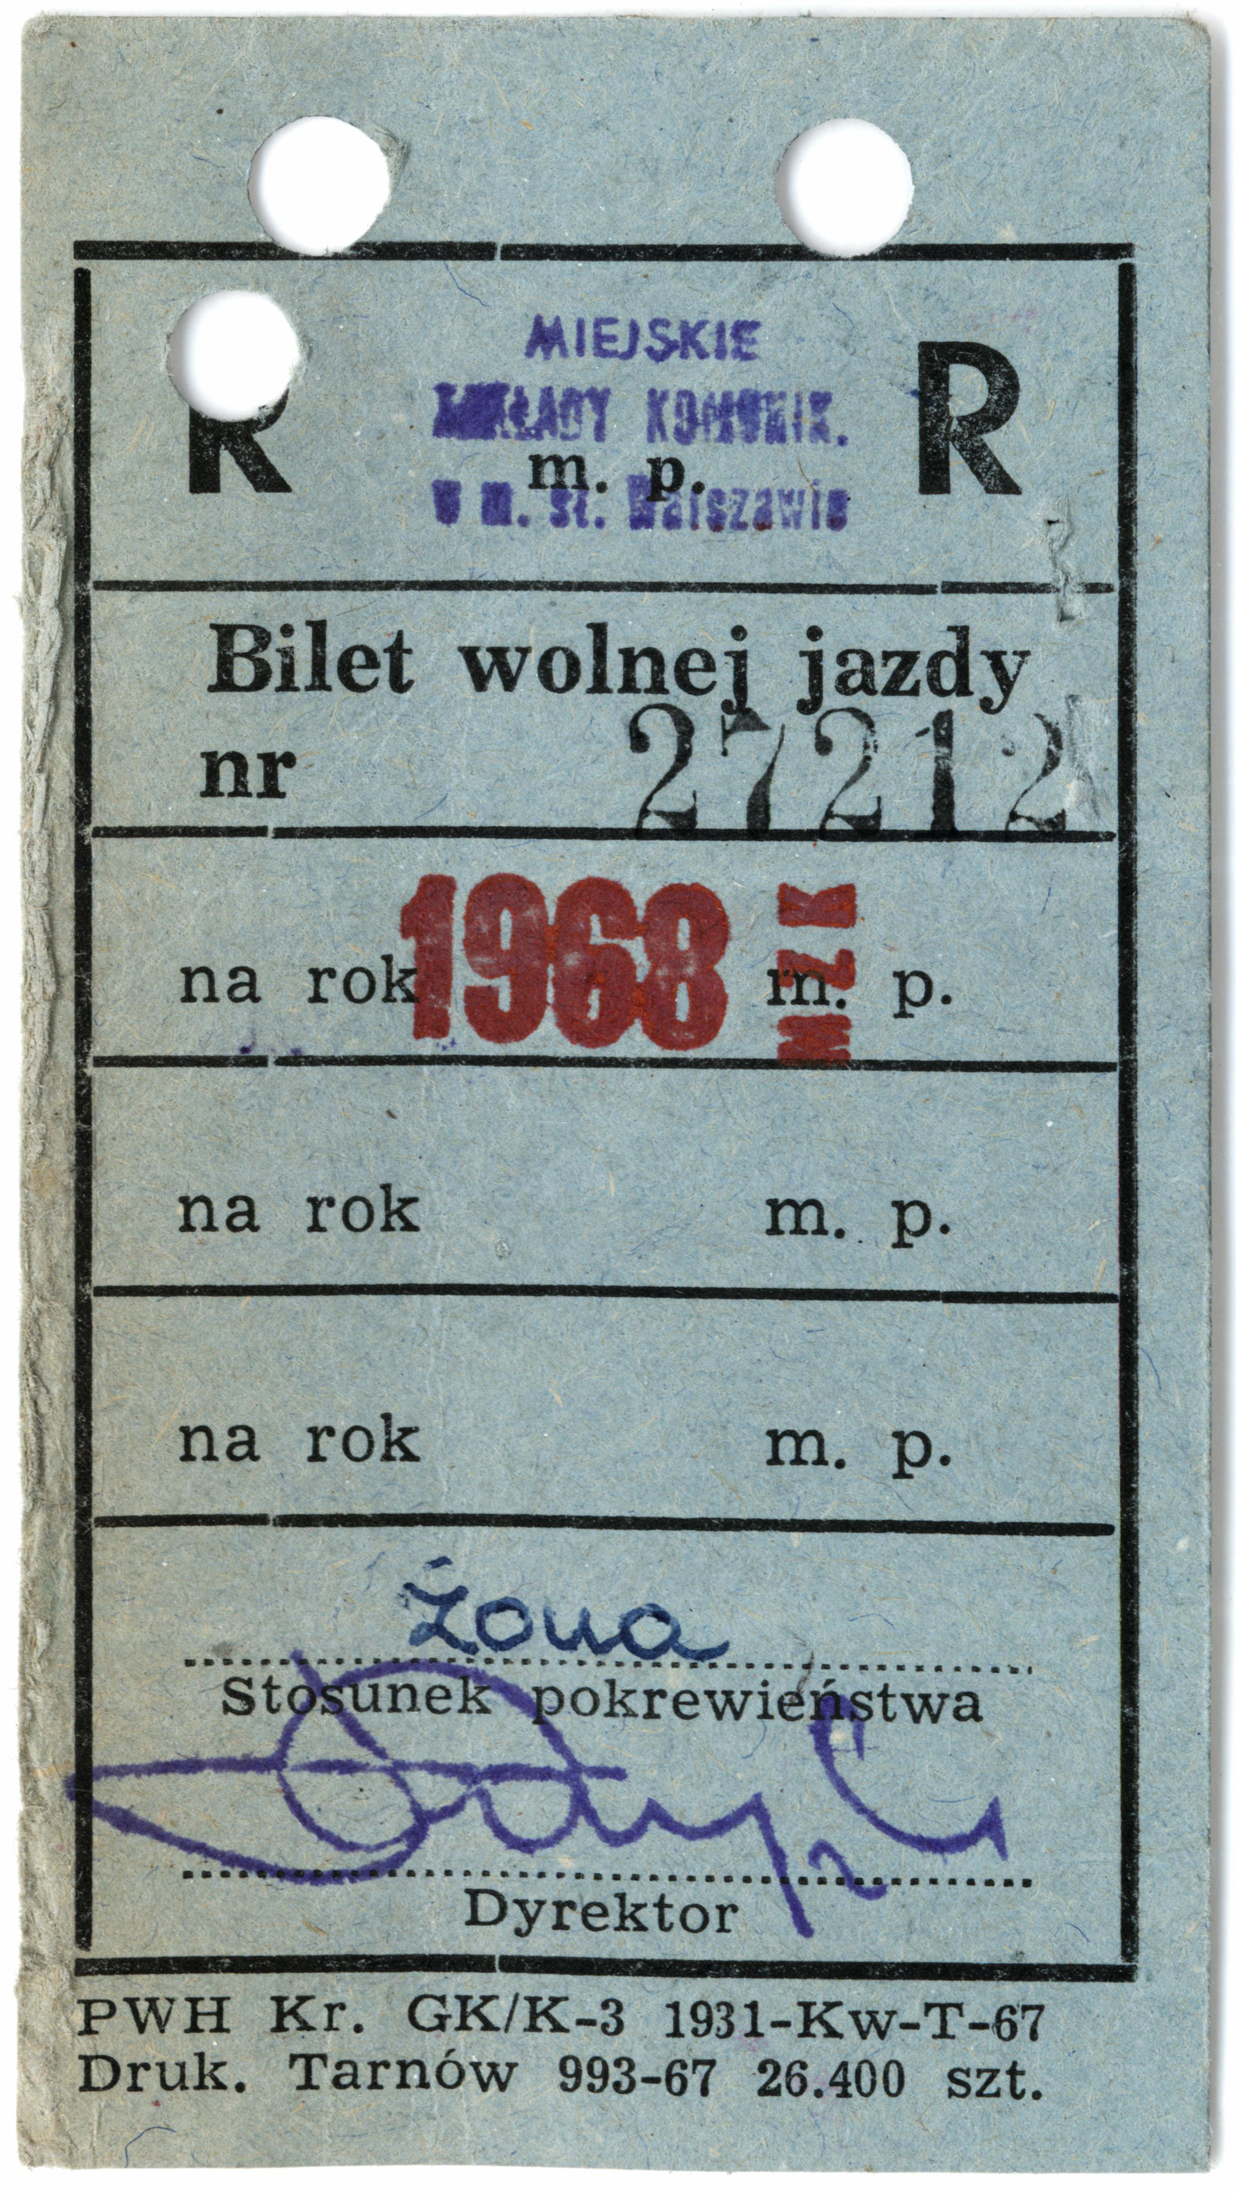 MIEJSKIE
R ZAKŁADY KOMUNIK. R
m. p.
w m. st. Warszawie
Bilet wolnej jazdy
nr 27212
na rok 1968 m. p. MZK
na rok m. p.
na rok m. p.
Żona
Stosunek pokrewieństwa
Dyrektor
PWH Kr. GK/K-3 1931-Kw-T-67
Druk. Tarnów 993-67 26.400 szt.